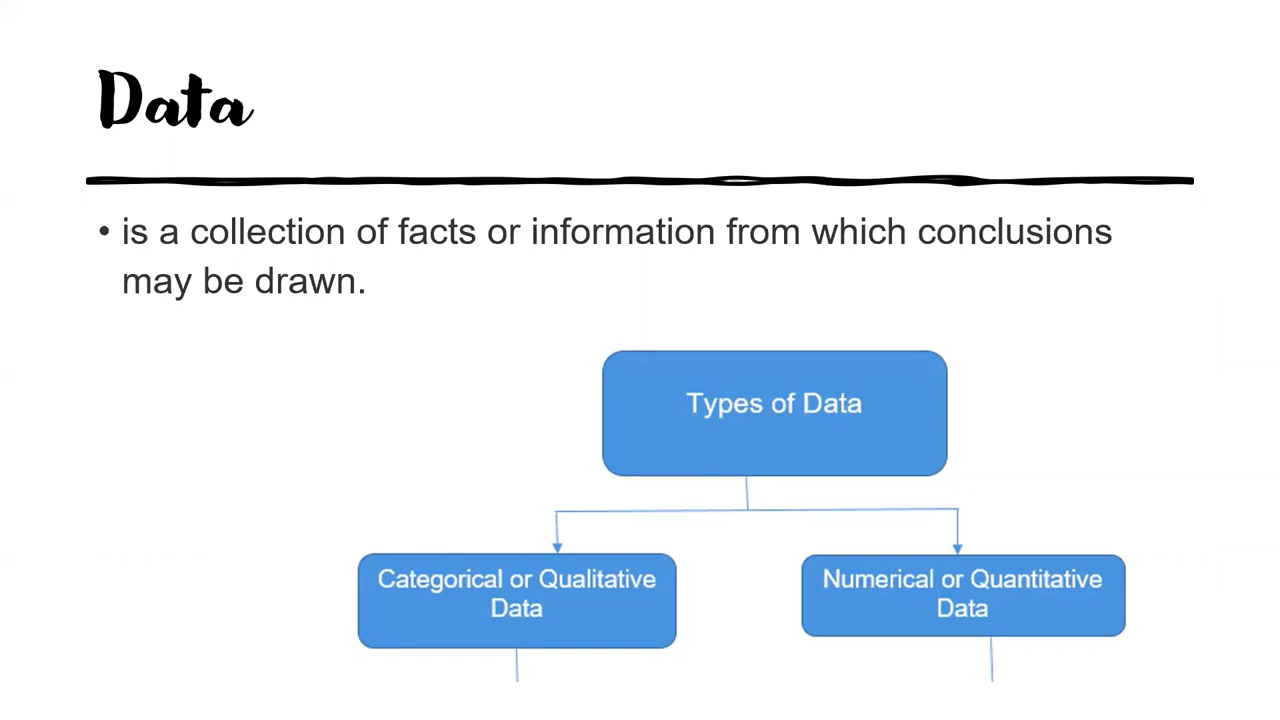 Data
• is a collection of facts or information from which conclusions
may be drawn.
Types of Data
Categorical or Qualitative
Data
Numerical or Quantitative
Data